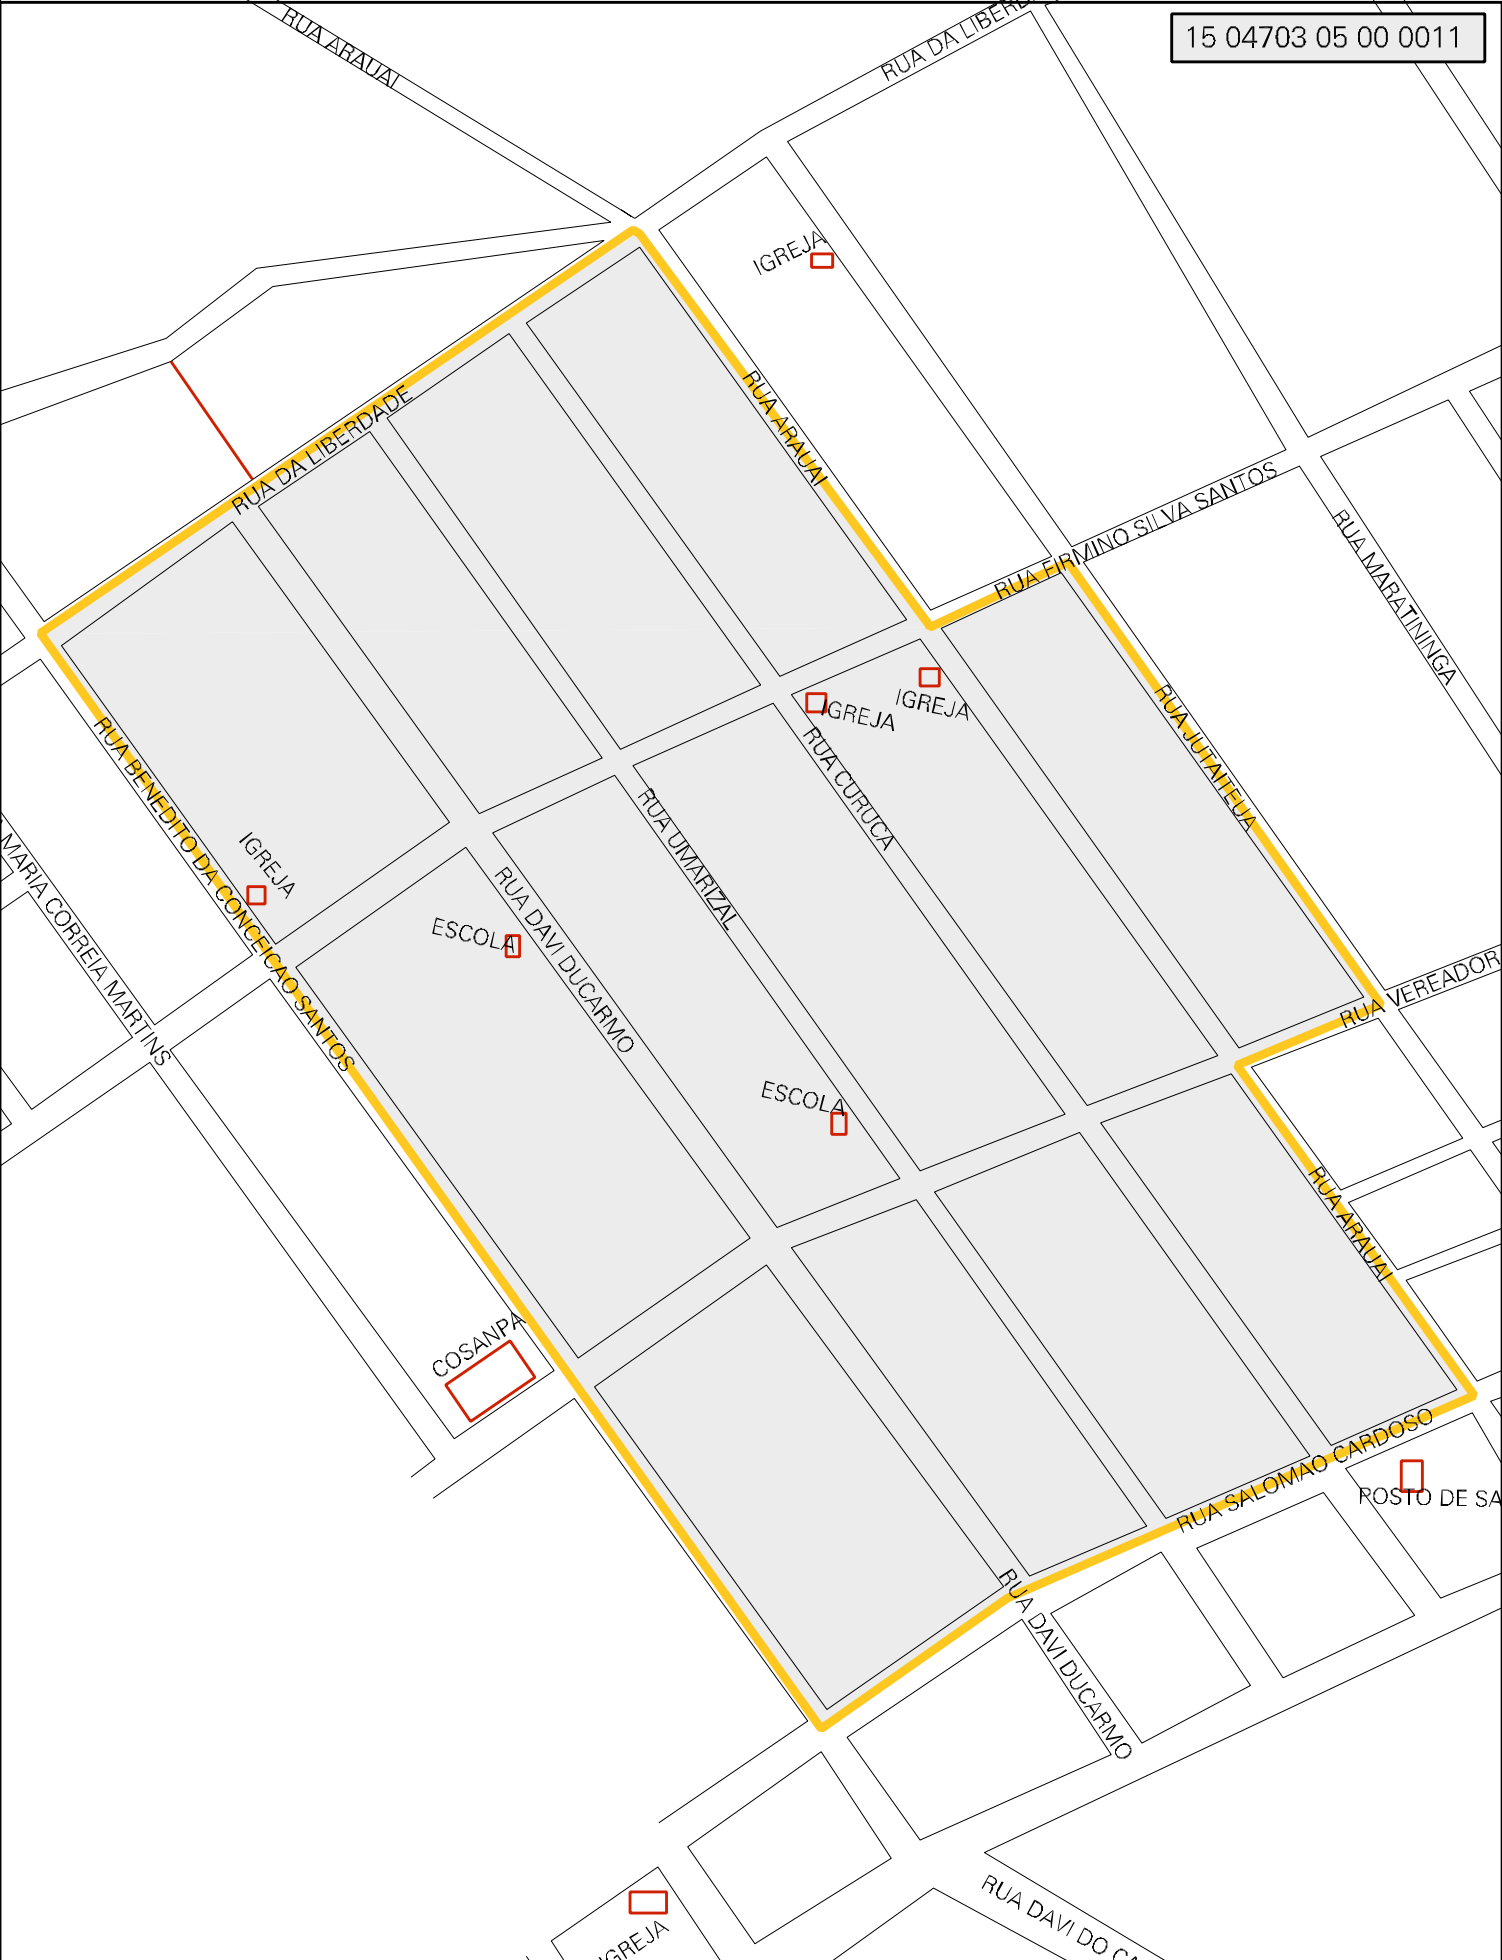 RUA ARAUAI
RUA DA LIBERD
15 04703 05 00 0011
IGREJA
RUA DA LIBERDADE
RUA ARAUAI
RUA FIRMINO SILVA SANTOS
RUA MARATININGA
IGREJA
IGREJA
RUA JUTAITEUA
RUA CURUCA
RUA UMARIZAL
RUA BENEDITO DA CONCEICAO SANTOS
IGREJA
MARIA CORREIA MARTINS
ESCOLA
RUA DAVI DUCARMO
RUA VEREADOR
ESCOLA
RUA ARAUAI
COSANPA
RUA SALOMAO CARDOSO
POSTO DE SA
RUA DAVI DUCARMO
RUA DAVI DO CA
IGREJA